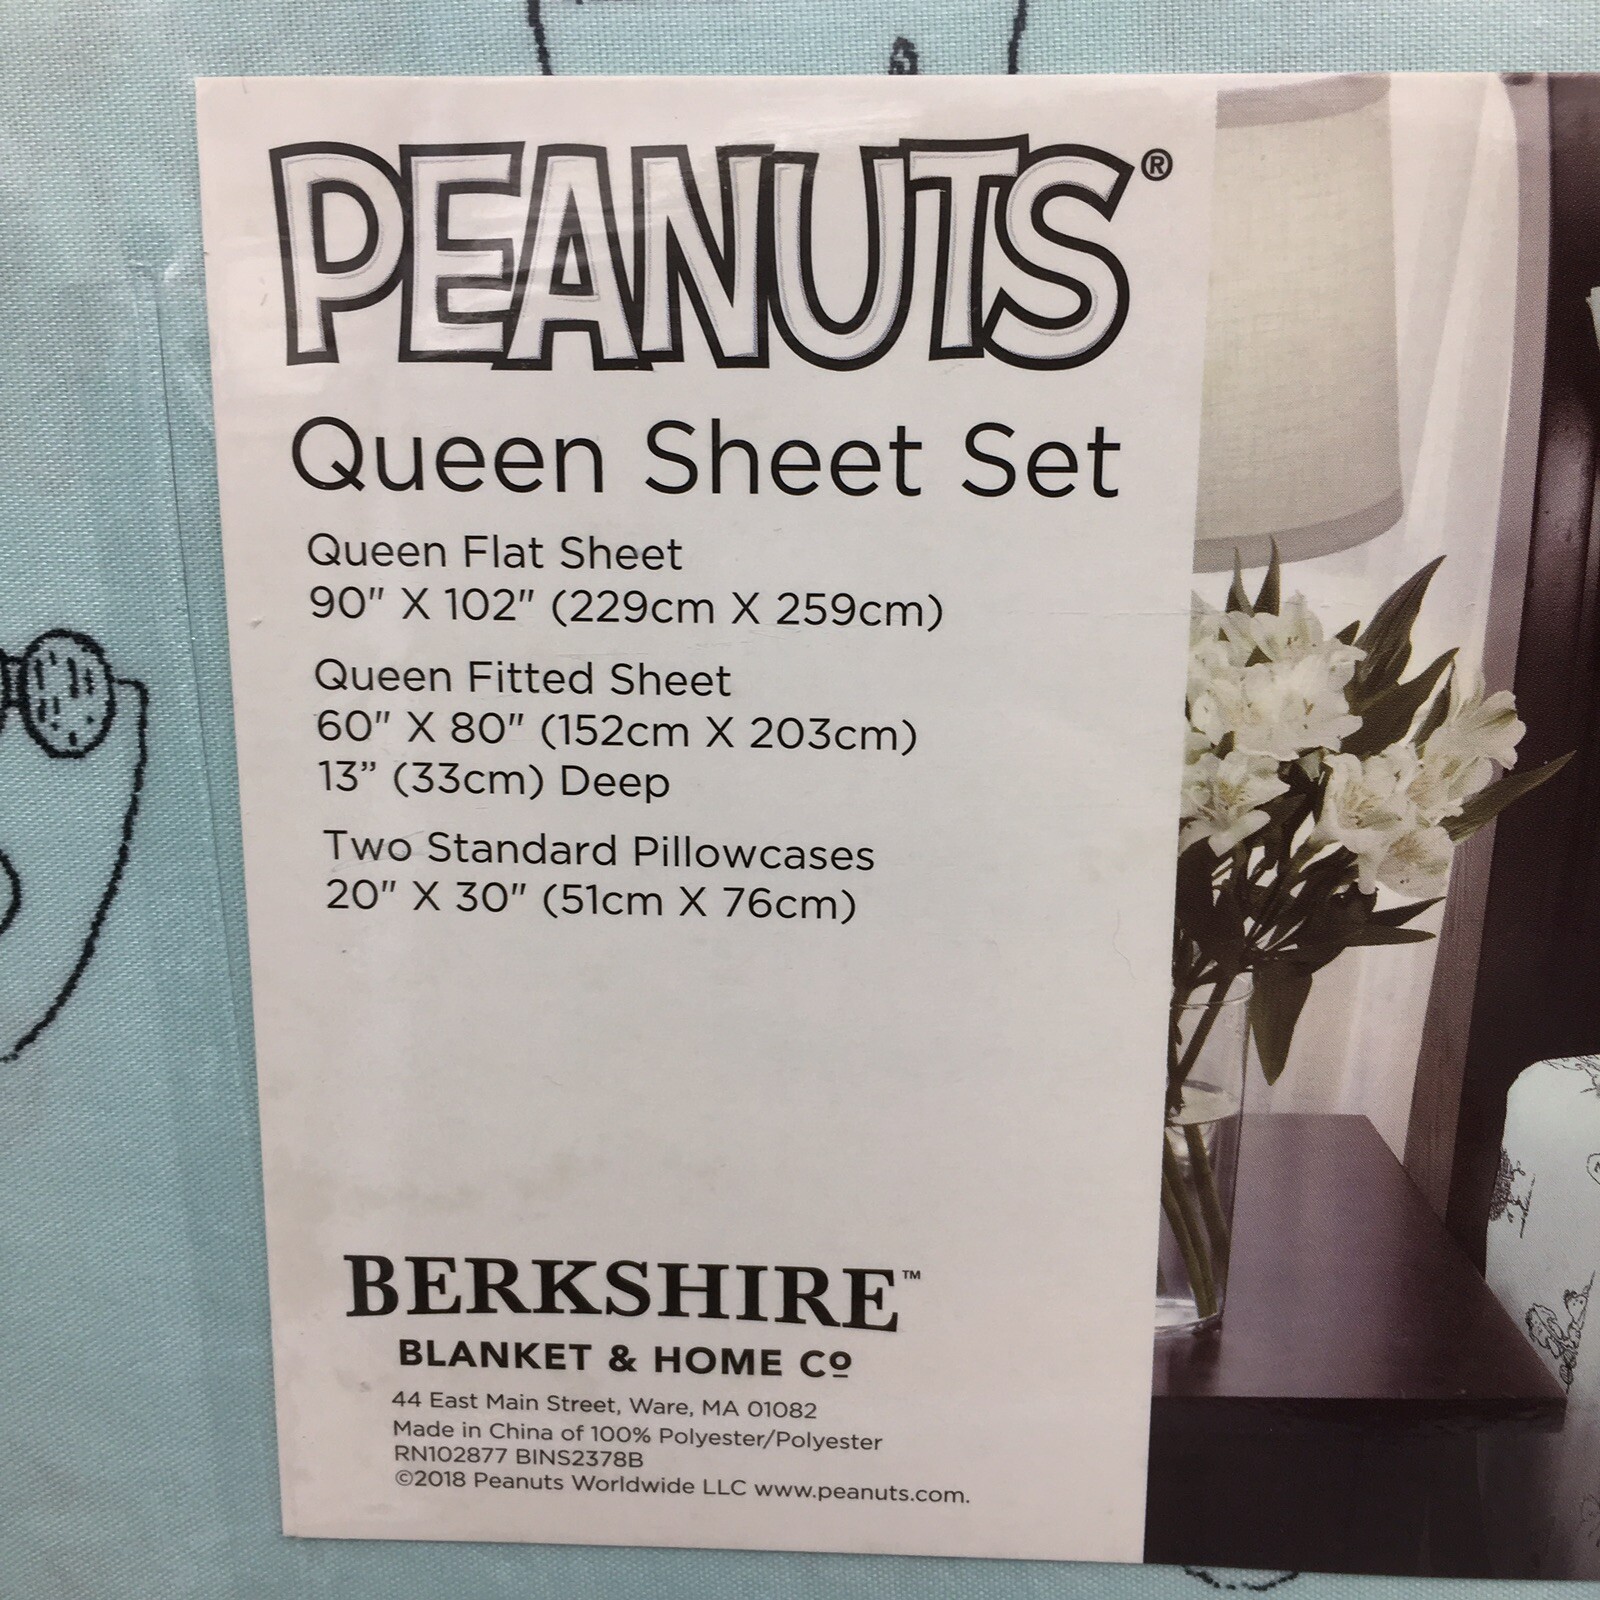 PEANUTS®
Queen Sheet Set
Queen Flat Sheet
90" X 102" (229cm X 259cm)
Queen Fitted Sheet
60" X 80" (152cm X 203cm)
13” (33cm) Deep
Two Standard Pillowcases
20" X 30" (51cm X 76cm)
BERKSHIRE™
BLANKET & HOME Cº
44 East Main Street, Ware, MA 01082
Made in China of 100% Polyester/Polyester
RN102877 BINS2378B
©2018 Peanuts Worldwide LLC www.peanuts.com.